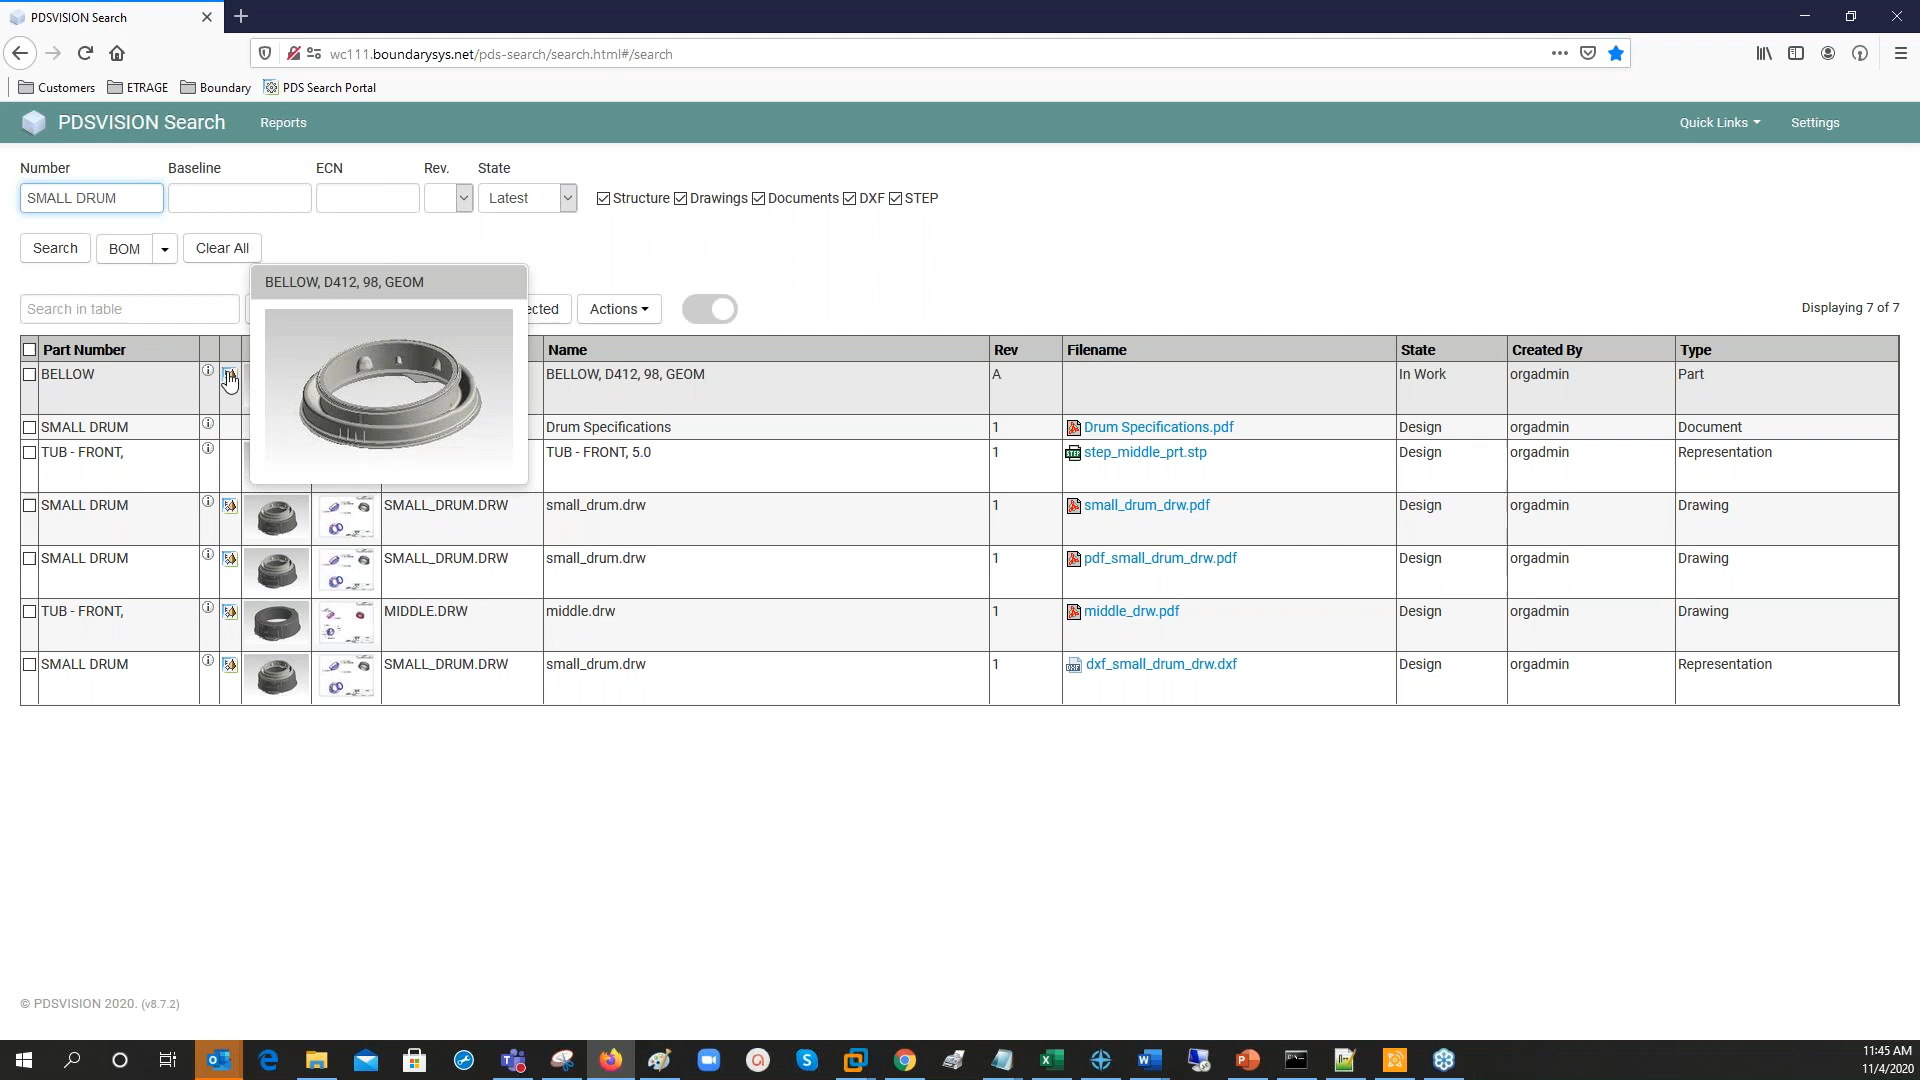 PDSVISION Search
wc111.boundarysys.net/pds-search/search.html#/search
Customers ETRAGE Boundary PDS Search Portal
PDSVISION Search Reports Quick Links Settings
Number Baseline ECN Rev. State
SMALL DRUM Latest Structure Drawings Documents DXF STEP
Search BOM Clear All
BELLOW, D412, 98, GEOM
Search in table ected Actions Displaying 7 of 7
Part Number Name Rev Filename State Created By Type
BELLOW BELLOW, D412, 98, GEOM A In Work orgadmin Part
SMALL DRUM Drum Specifications 1 Drum Specifications.pdf Design orgadmin Document
TUB - FRONT, TUB - FRONT, 5.0 1 step_middle_prt.stp Design orgadmin Representation
SMALL DRUM SMALL_DRUM.DRW small_drum.drw 1 small_drum_drw.pdf Design orgadmin Drawing
SMALL DRUM SMALL_DRUM.DRW small_drum.drw 1 pdf_small_drum_drw.pdf Design orgadmin Drawing
TUB - FRONT, MIDDLE.DRW middle.drw 1 middle_drw.pdf Design orgadmin Drawing
SMALL DRUM SMALL_DRUM.DRW small_drum.drw 1 dxf_small_drum_drw.dxf Design orgadmin Representation
© PDSVISION 2020. (v8.7.2)
11:45 AM
11/4/2020